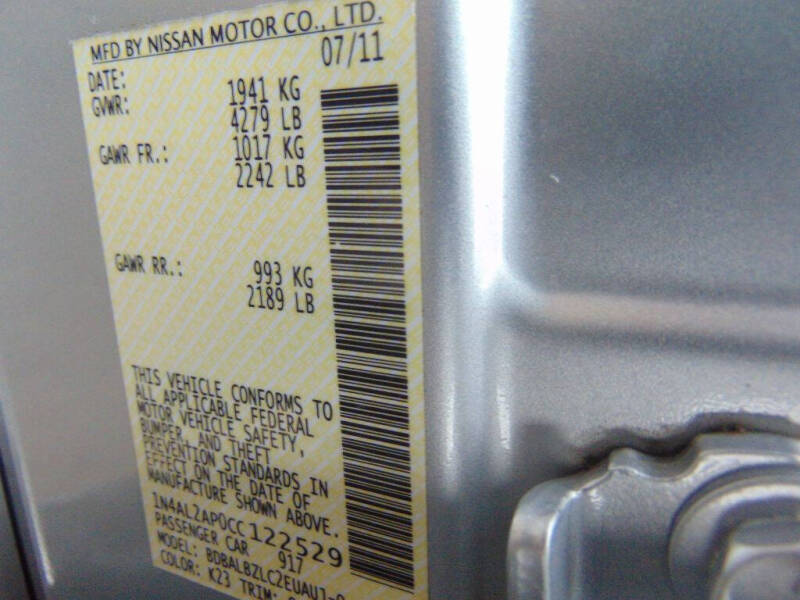 MFD BY NISSAN MOTOR CO., LTD.
DATE: 07/11
GVWR: 1941 KG
4279 LB
GAWR FR.: 1017 KG
2242 LB
GAWR RR.: 993 KG
2189 LB
THIS VEHICLE CONFORMS TO
ALL APPLICABLE FEDERAL
MOTOR VEHICLE SAFETY,
BUMPER, AND THEFT
PREVENTION STANDARDS IN
EFFECT ON THE DATE OF
MANUFACTURE SHOWN ABOVE.
1N4AL2AP0CC122529
PASSENGER CAR 917
MODEL: BDBALBZLC2EUAUJ
COLOR: K23 TRIM: